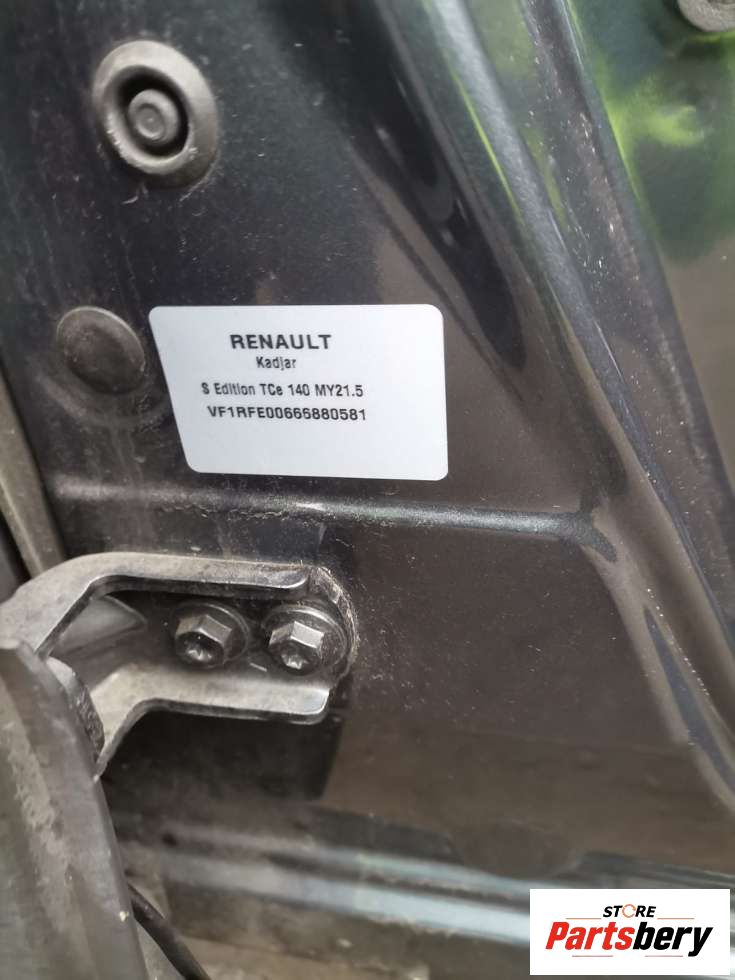 RENAULT
Kadjar
S Edition TCe 140 MY21.5
VF1RFE00666880581
STORE
Partsbery